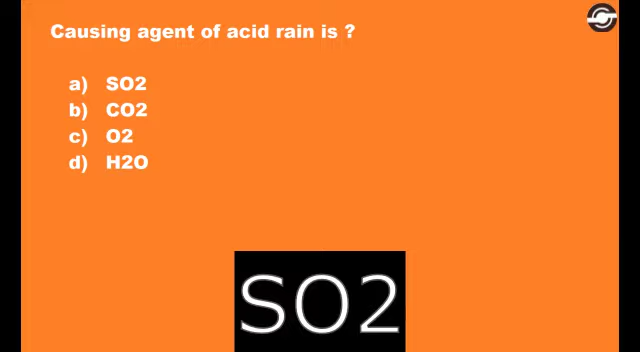 Causing agent of acid rain is ?
a) SO2
b) CO2
c) O2
d) H2O
SO2